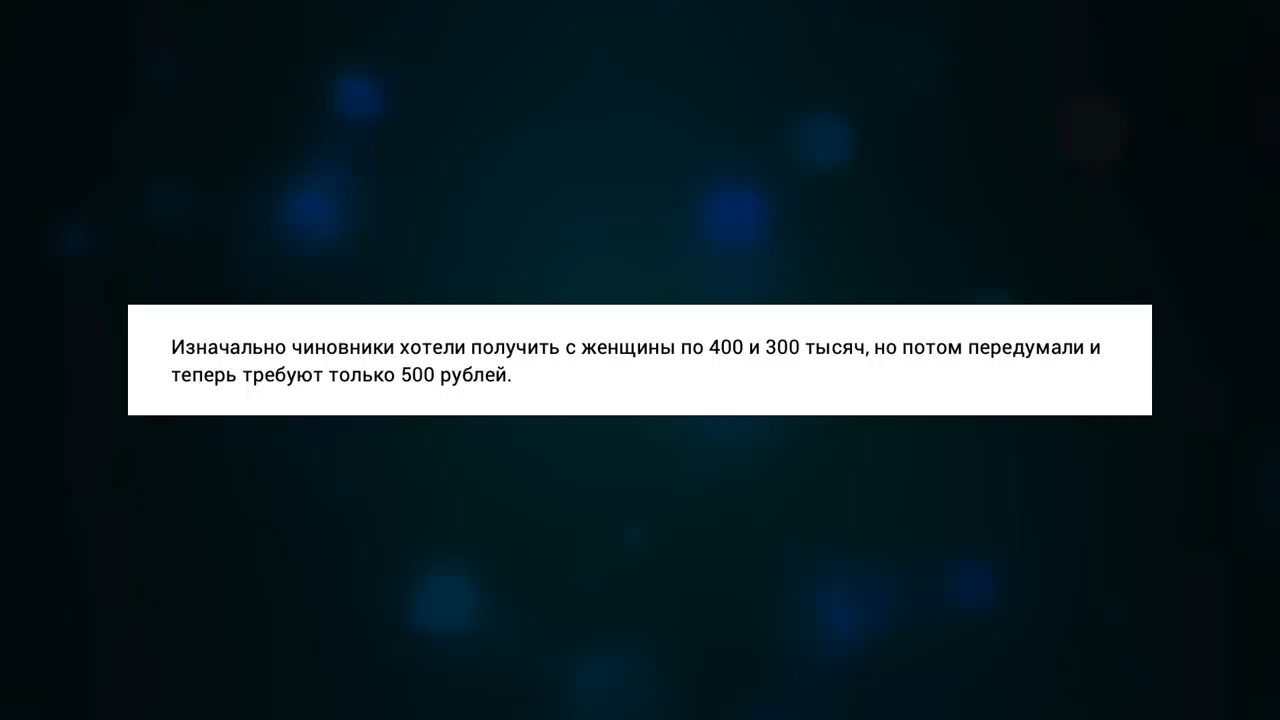 Изначально чиновники хотели получить с женщины по 400 и 300 тысяч, но потом передумали и
теперь требуют только 500 рублей.